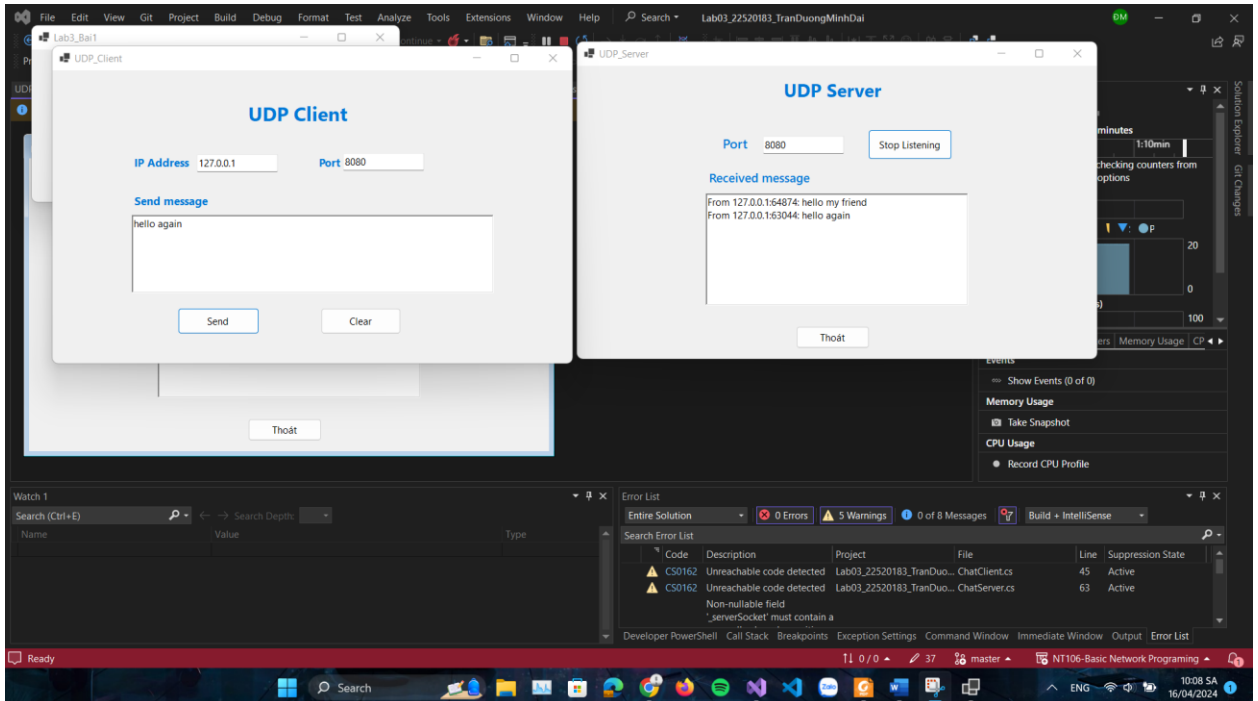 File Edit View Git Project Build Debug Format Test Analyze Tools Extensions Window Help Search Lab03_22520183_TranDuongMinhDai ĐM
Lab3_Bai1
UDP_Client
UDP Client
IP Address 127.0.0.1 Port 8080
Send message
hello again
Send Clear
Thoát
UDP_Server
UDP Server
Port 8080 Stop Listening
Received message
From 127.0.0.1:64874: hello my friend
From 127.0.0.1:63044: hello again
Thoát
minutes
1:10min
checking counters from
options
20
0
100
Memory Usage CP
Events
Show Events (0 of 0)
Memory Usage
Take Snapshot
CPU Usage
Record CPU Profile
Solution Explorer
Git Changes
Watch 1
Search (Ctrl+E) Search Depth:
Name Value Type
Error List
Entire Solution 0 Errors 5 Warnings 0 of 8 Messages Build + IntelliSense
Search Error List
Code Description Project File Line Suppression State
CS0162 Unreachable code detected Lab03_22520183_TranDuo... ChatClient.cs 45 Active
CS0162 Unreachable code detected Lab03_22520183_TranDuo... ChatServer.cs 63 Active
Non-nullable field
'_serverSocket' must contain a
Developer PowerShell Call Stack Breakpoints Exception Settings Command Window Immediate Window Output Error List
Ready 0 / 0 37 master NT106-Basic Network Programing
Search Zalo ENG 10:08 SA
16/04/2024